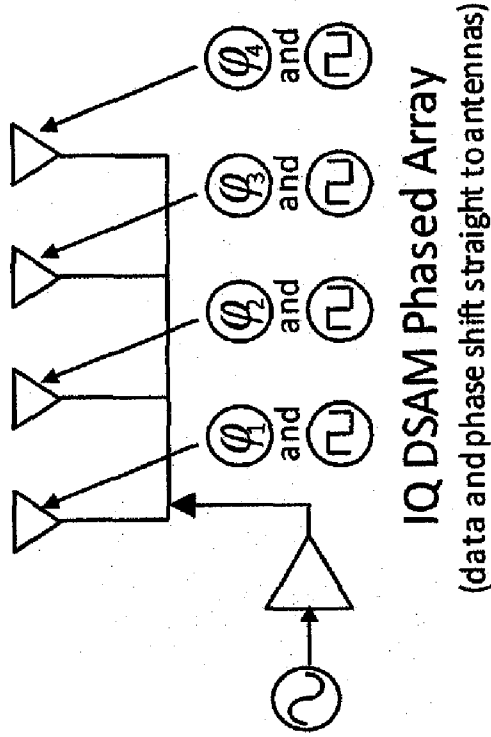 φ1 φ2 φ3 φ4
and and and and
IQ DSAM Phased Array
(data and phase shift straight to antennas)